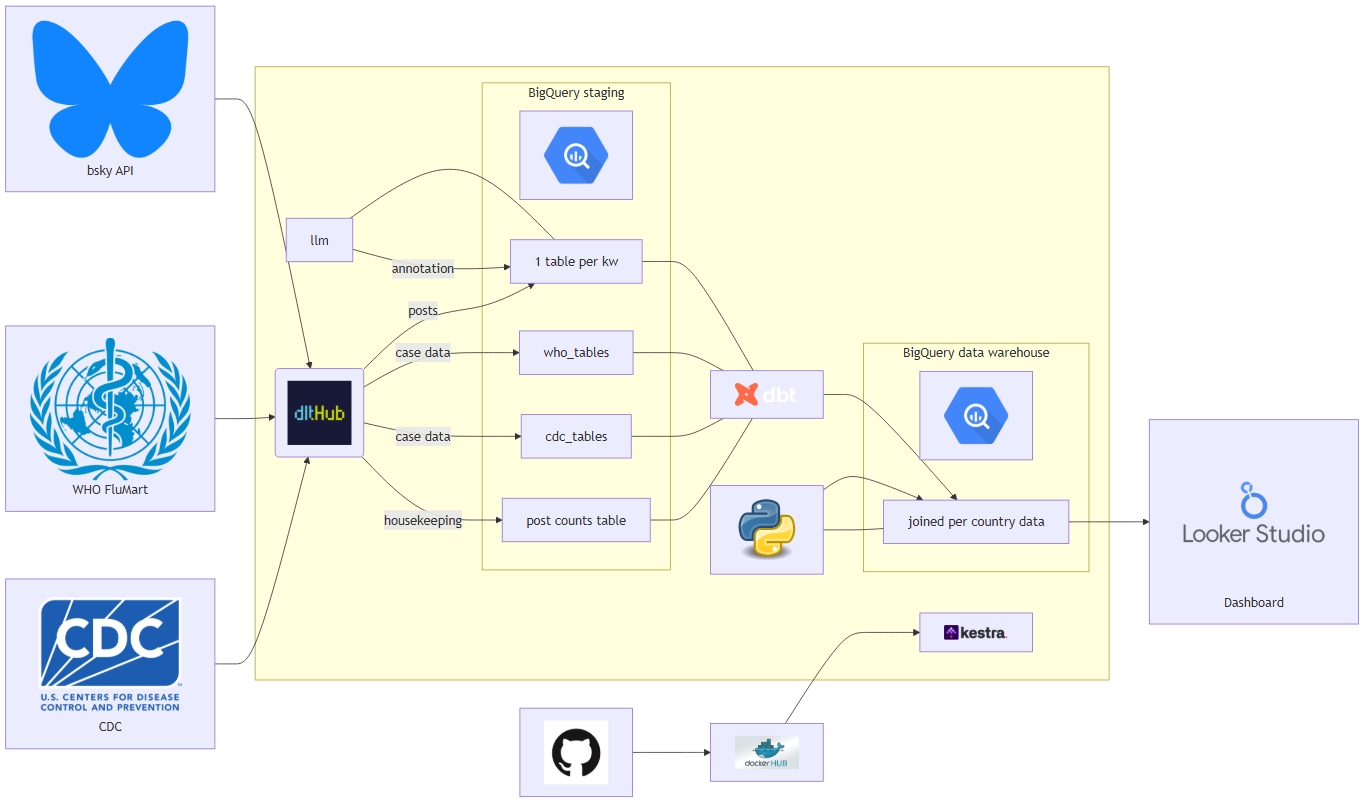 bsky API
WHO FluMart
CDC
U.S. CENTERS FOR DISEASE
CONTROL AND PREVENTION
CDC
dltHub
llm
annotation
posts
case data
case data
housekeeping
BigQuery staging
1 table per kw
who_tables
cdc_tables
post counts table
dbt
BigQuery data warehouse
joined per country data
kestra.
docker HUB
Looker Studio
Dashboard